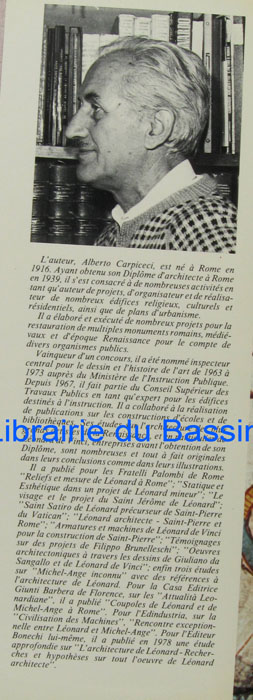 L'auteur, Alberto Carpiceci, est né à Rome en
1916. Ayant obtenu son Diplôme d'architecte à Rome
en 1939, il s'est consacré à de nombreuses activités en
tant qu'auteur de projets, d'organisateur et de réalisa-
teur de nombreux édifices religieux, culturels et
résidentiels, ainsi que de plans d'urbanisme.
Il a élaboré et exécuté de nombreux projets pour la
restauration de multiples monuments romains, médié-
vaux et d'époque Renaissance pour le compte de
divers organismes publics.
Vainqueur d'un concours, il a été nommé inspecteur
central pour le dessin et l'histoire de l'art de 1963 à
1973 auprès du Ministère de l'Instruction Publique.
Depuis 1967, il fait partie du Conseil Supérieur des
Travaux Publics en tant qu'expert pour les édifices
destinés à l'instruction. Il a collaboré à la réalisation
de publications sur les constructions d'écoles et de
bibliothèques. Ses études
Librairie du Bassin
Vinci, entreprises avant l'obtention de son
Diplôme, sont nombreuses et tout à fait originales
dans leurs conclusions comme dans leurs illustrations.
Il a publié pour les Fratelli Palombi de Rome
"Reliefs et mesure de Léonard à Rome"; "Statique et
Esthétique dans un projet de Léonard mineur"; "Le
visage et le projet du Saint Jérôme de Léonard";
"Saint Satiro de Léonard précurseur de Saint-Pierre
du Vatican"; "Léonard architecte - Saint-Pierre et
Rome"; "Armatures et machines de Léonard de Vinci
pour la construction de Saint-Pierre"; "Témoignages
sur des projets de Filippo Brunelleschi"; "Oeuvres
architectoniques à travers les dessins de Giuliano da
Sangallo et de Léonard de Vinci"; enfin trois études
sur "Michel-Ange inconnu" avec des références à
l'architecture de Léonard. Pour la Casa Editrice
Giunti Barbera de Florence, sur les "Attualità Leo-
nardiane", il a publié "Coupoles de Léonard et de
Michel-Ange à Rome". Pour l'Edindustria, sur la
"Civilisation des Machines", "Rencontre exception-
nelle entre Léonard et Michel-Ange". Pour l'Editeur
Bonechi lui-même, il a publié en 1978 une étude
approfondie sur "L'architecture de Léonard - Recher-
ches et hypothèses sur tout l'oeuvre de Léonard
architecte".